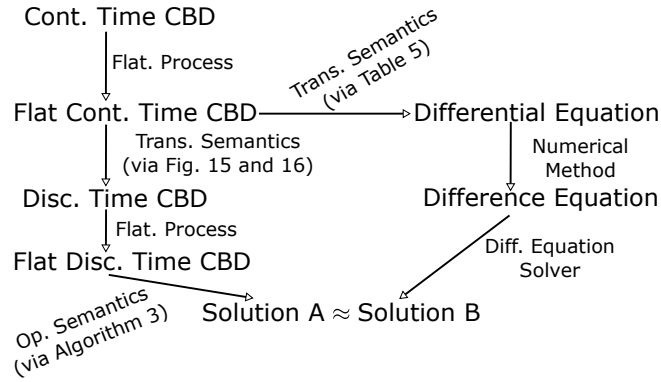 Cont. Time CBD
Flat. Process
Trans. Semantics
(via Table 5)
Flat Cont. Time CBD
Differential Equation
Trans. Semantics
(via Fig. 15 and 16)
Numerical
Method
Disc. Time CBD
Difference Equation
Flat. Process
Diff. Equation
Solver
Flat Disc. Time CBD
Op. Semantics
(via Algorithm 3)
Solution A ≈ Solution B